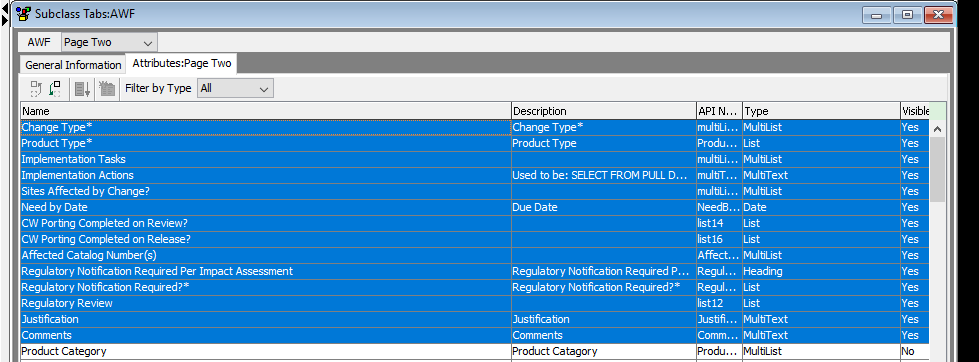 Subclass Tabs:AWF
AWF Page Two
General Information Attributes:Page Two
Filter by Type All
Name Description API N... Type Visible
Change Type* Change Type* multiLi... MultiList Yes
Product Type* Product Type Produ... List Yes
Implementation Tasks multiLi... MultiList Yes
Implementation Actions Used to be: SELECT FROM PULL D... multiT... MultiText Yes
Sites Affected by Change? multiLi... MultiList Yes
Need by Date Due Date NeedB... Date Yes
CW Porting Completed on Review? list14 List Yes
CW Porting Completed on Release? list16 List Yes
Affected Catalog Number(s) Affect... MultiList Yes
Regulatory Notification Required Per Impact Assessment Regulatory Notification Required P... Regul... Heading Yes
Regulatory Notification Required?* Regulatory Notification Required?* Regul... List Yes
Regulatory Review list12 List Yes
Justification Justification Justifi... MultiText Yes
Comments Comments Comm... MultiText Yes
Product Category Product Catagory Produ... MultiList No